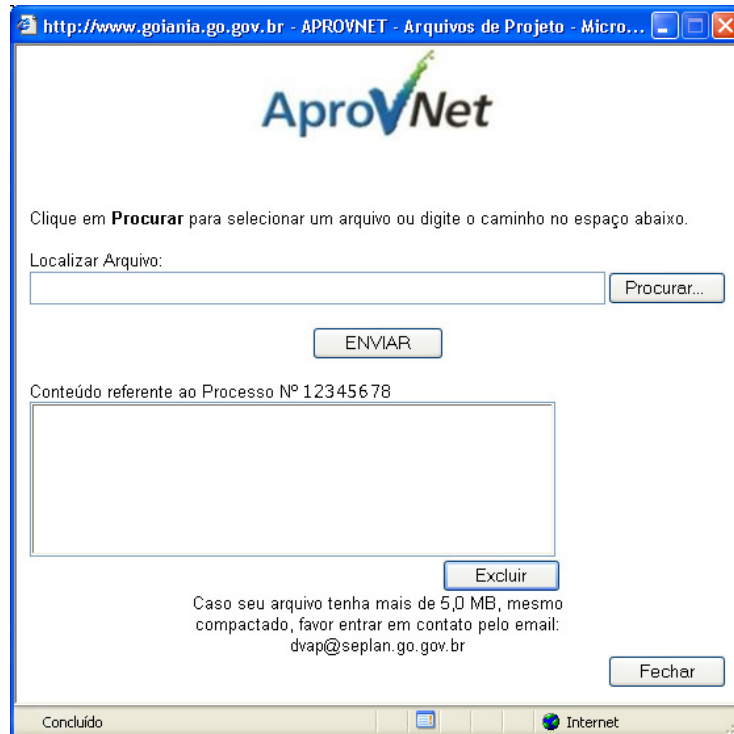 http://www.goiania.go.gov.br - APROVNET - Arquivos de Projeto - Micro...
AproVNet
Clique em Procurar para selecionar um arquivo ou digite o caminho no espaço abaixo.
Localizar Arquivo:
Procurar...
ENVIAR
Conteúdo referente ao Processo Nº 12345678
Excluir
Caso seu arquivo tenha mais de 5,0 MB, mesmo
compactado, favor entrar em contato pelo email:
dvap@seplan.go.gov.br
Fechar
Concluído
Internet